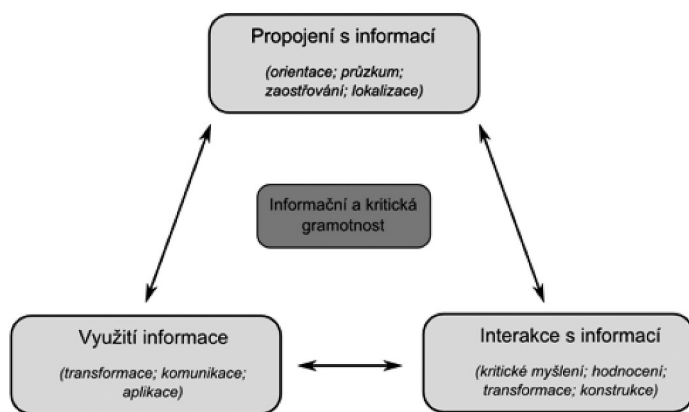 Propojení s informací
(orientace; průzkum;
zaostřování; lokalizace)
Informační a kritická
gramotnost
Využití informace
(transformace; komunikace;
aplikace)
Interakce s informací
(kritické myšlení; hodnocení;
transformace; konstrukce)